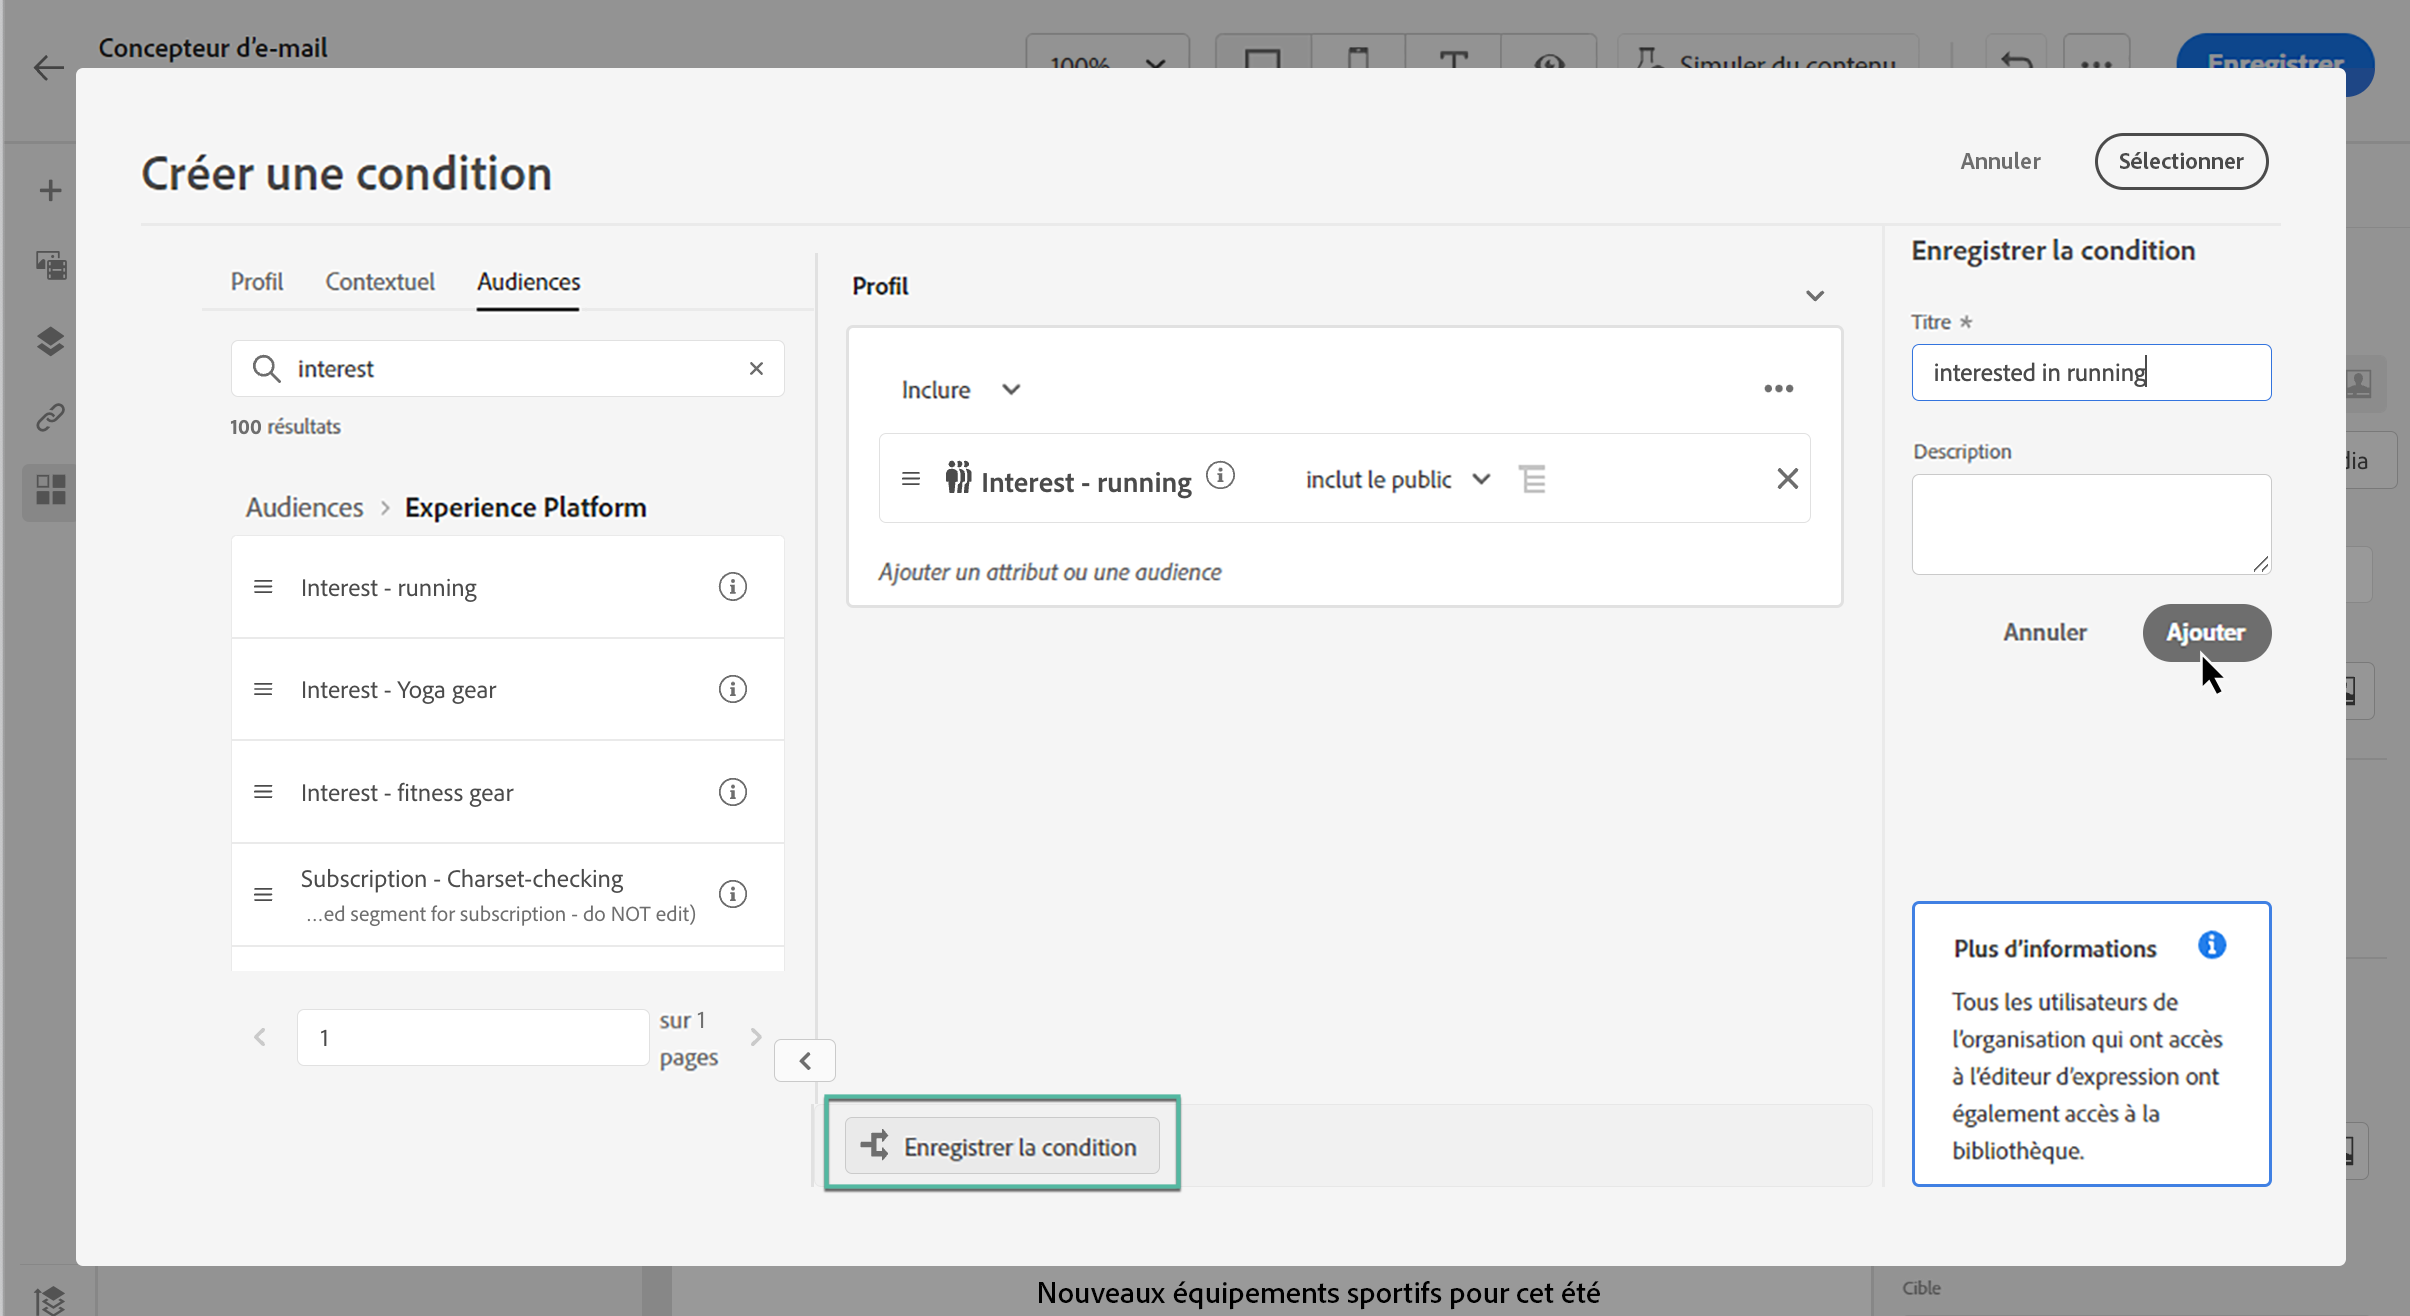 Concepteur d'e-mail
100%
Simuler du contenu
Enregistrer
Créer une condition
Annuler
Sélectionner
Profil
Contextuel
Audiences
interest
100 résultats
Audiences > Experience Platform
Interest - running
Interest - Yoga gear
Interest - fitness gear
Subscription - Charset-checking
...ed segment for subscription - do NOT edit)
1
sur 1
pages
Profil
Inclure
Interest - running
inclut le public
Ajouter un attribut ou une audience
Enregistrer la condition
Enregistrer la condition
Titre *
interested in running
Description
Annuler
Ajouter
Plus d'informations
Tous les utilisateurs de
l'organisation qui ont accès
à l'éditeur d'expression ont
également accès à la
bibliothèque.
Nouveaux équipements sportifs pour cet été
Cible